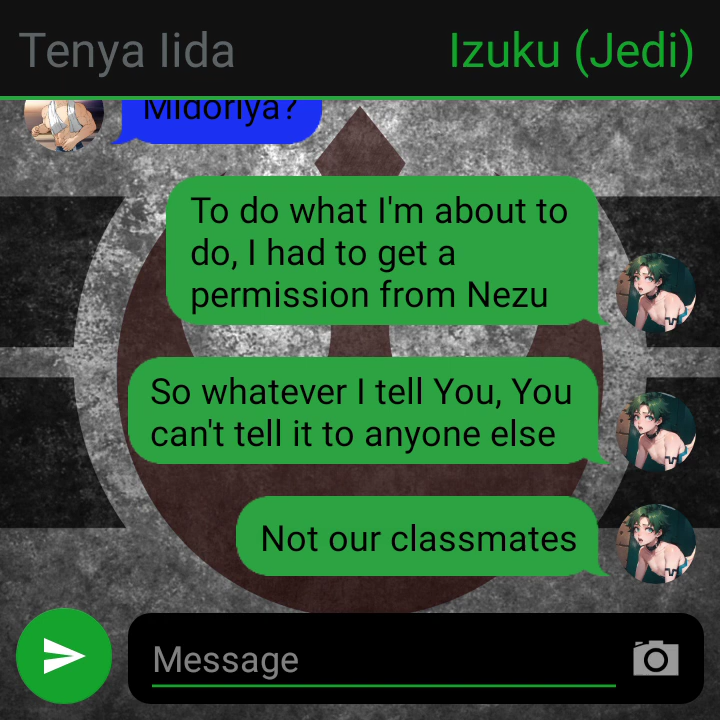 Tenya Iida
Izuku (Jedi)
Midoriya?
To do what I'm about to
do, I had to get a
permission from Nezu
So whatever I tell You, You
can't tell it to anyone else
Not our classmates
Message